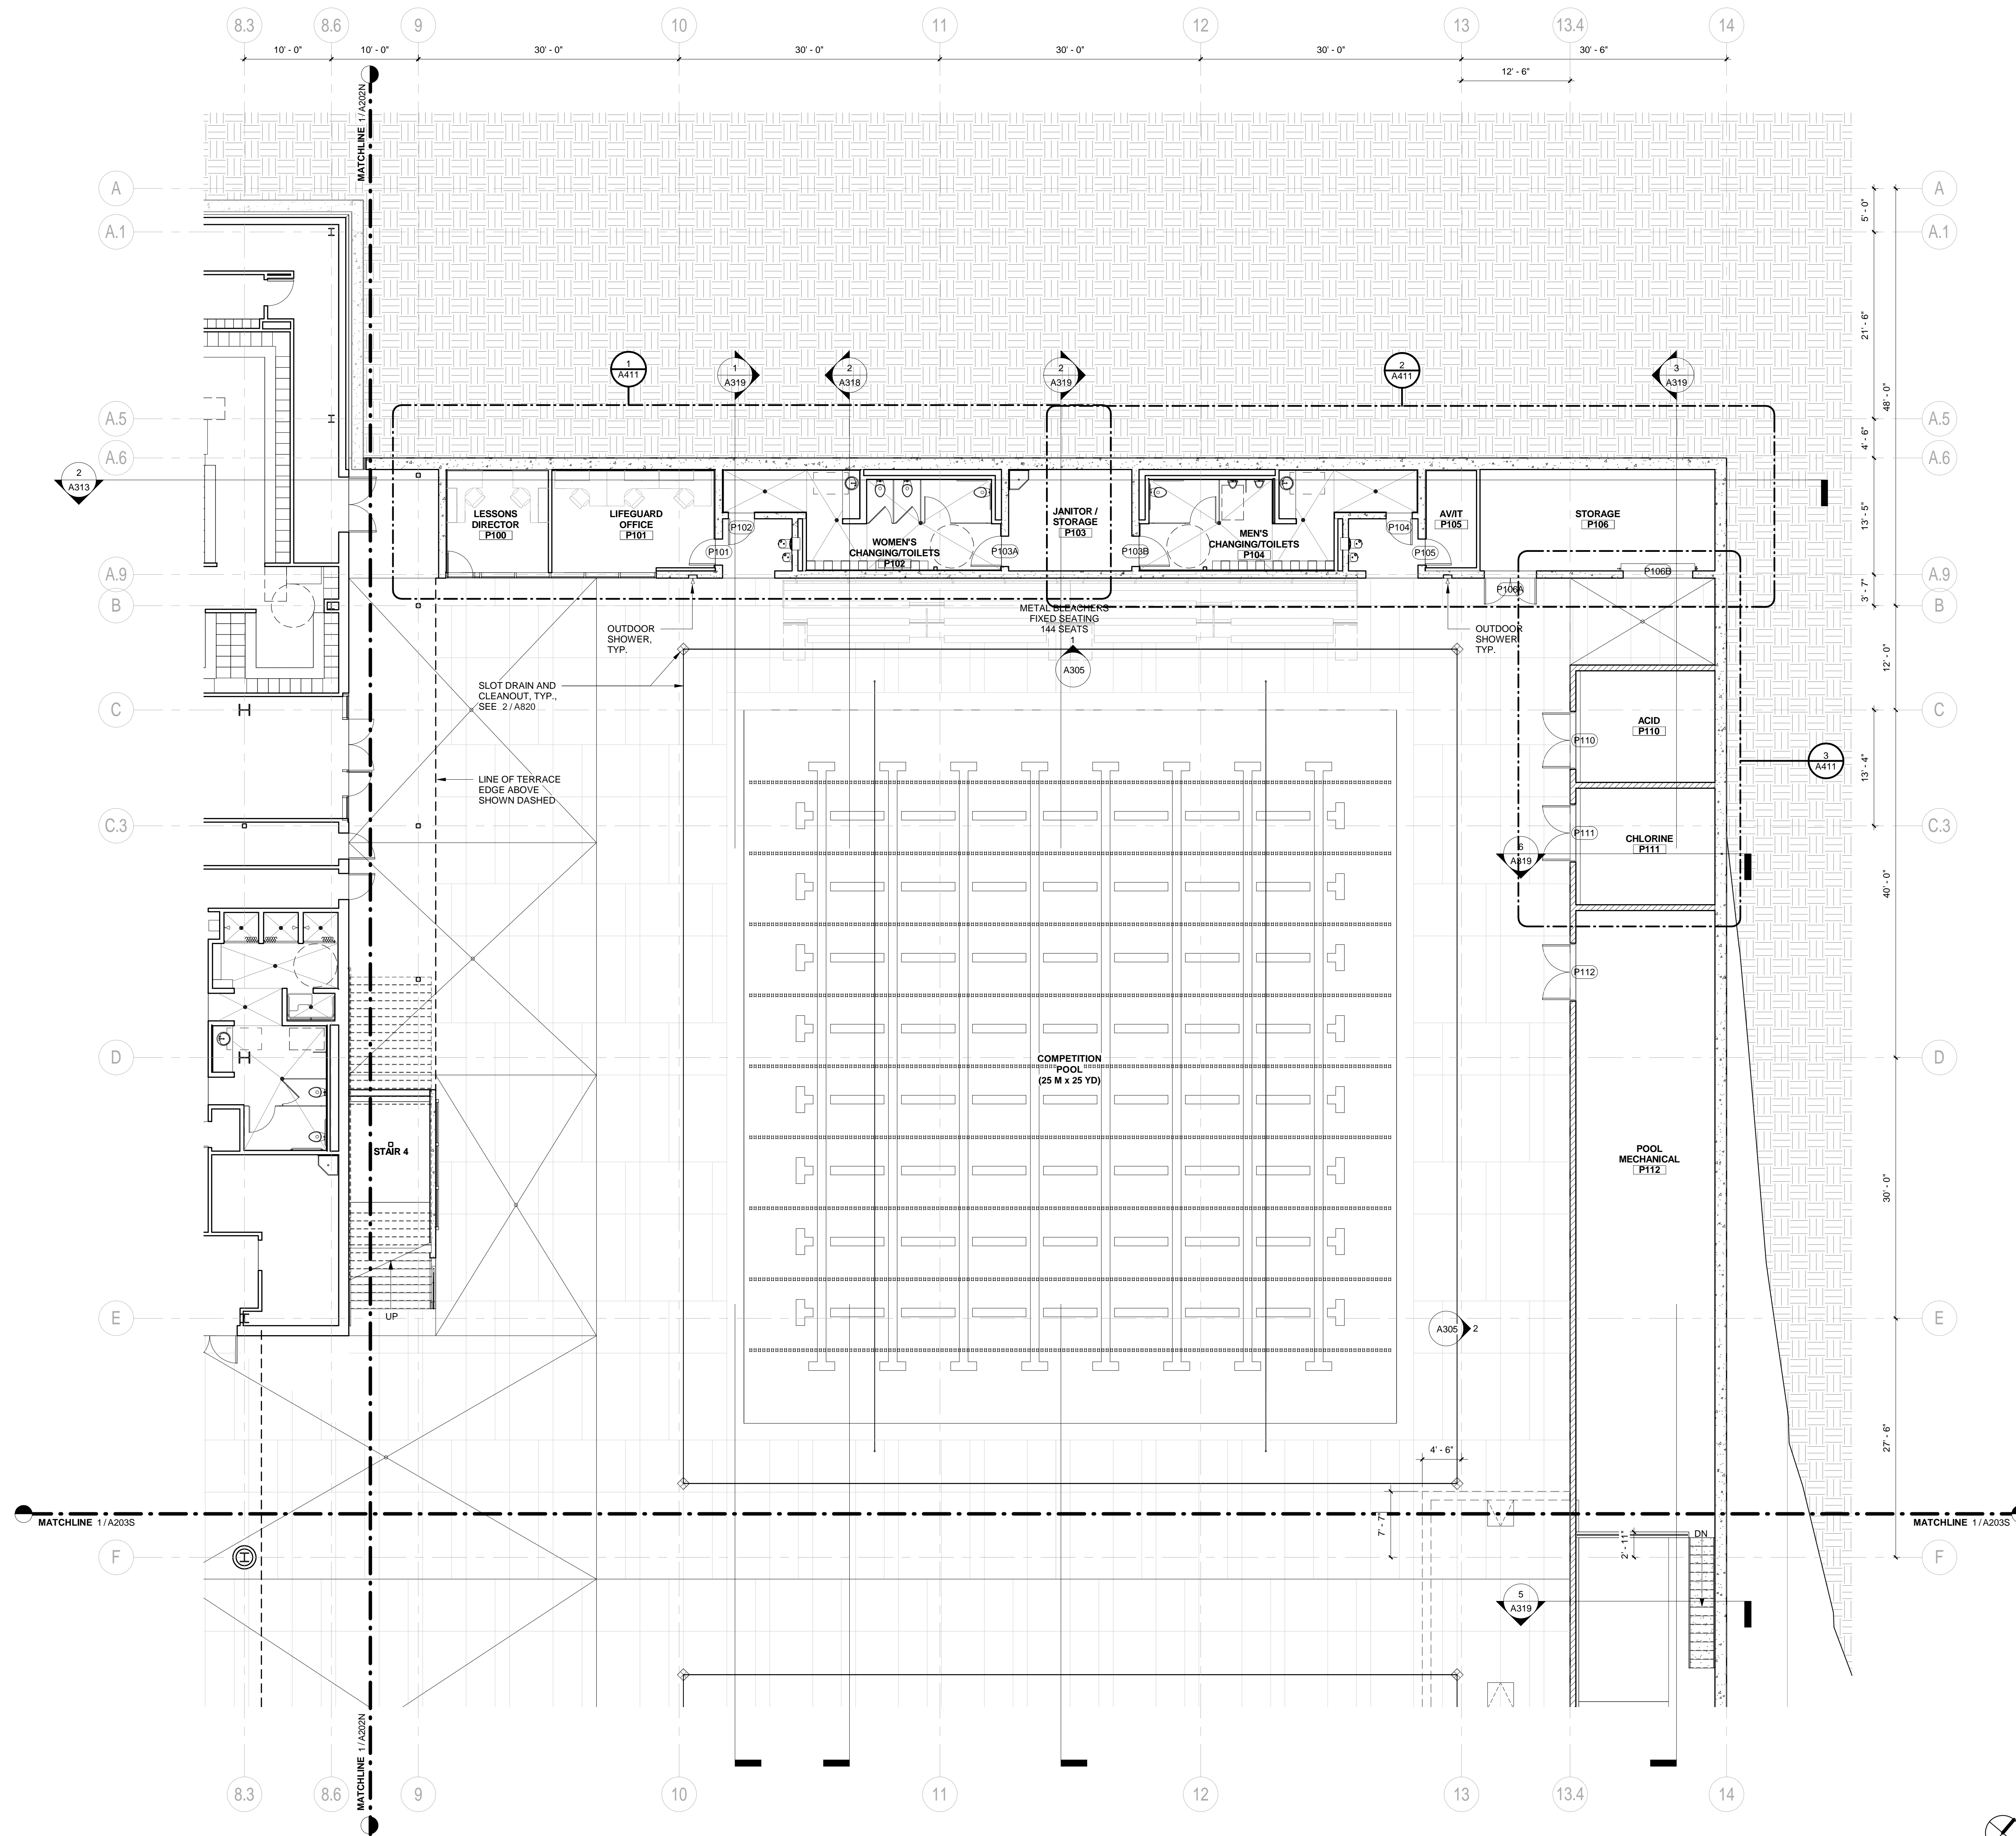 8.3
8.6
9
10
11
12
13
13.4
14
10' - 0"
10' - 0"
30' - 0"
30' - 0"
30' - 0"
30' - 0"
30' - 6"
12' - 6"
MATCHLINE 1 / A202N
A
A
5' - 0"
A.1
A.1
21' - 6"
1
A411
1
A319
2
A318
2
A319
2
A411
3
A319
48' - 0"
A.5
A.5
4' - 6"
A.6
A.6
2
A313
LESSONS
DIRECTOR
P100
LIFEGUARD
OFFICE
P101
P101
P102
WOMEN'S
CHANGING/TOILETS
P102
P103A
JANITOR /
STORAGE
P103
P103B
MEN'S
CHANGING/TOILETS
P104
P104
P105
AV/IT
P105
STORAGE
P106
13' - 5"
P106A
P106B
A.9
A.9
3' - 7"
B
B
METAL BLEACHERS
FIXED SEATING
144 SEATS
1
A305
OUTDOOR
SHOWER,
TYP.
OUTDOOR
SHOWER
TYP.
12' - 0"
SLOT DRAIN AND
CLEANOUT, TYP.,
SEE 2 / A820
C
C
ACID
P110
P110
3
A411
13' - 4"
LINE OF TERRACE
EDGE ABOVE
SHOWN DASHED
C.3
C.3
CHLORINE
P111
P111
6
A319
40' - 0"
P112
D
D
COMPETITION
POOL
(25 M x 25 YD)
STAIR 4
POOL
MECHANICAL
P112
30' - 0"
UP
E
E
A305
2
27' - 6"
4' - 6"
7' - 7"
MATCHLINE 1 / A203S
MATCHLINE 1 / A203S
2' - 11"
DN
F
F
5
A319
MATCHLINE 1 / A202N
8.3
8.6
9
10
11
12
13
13.4
14